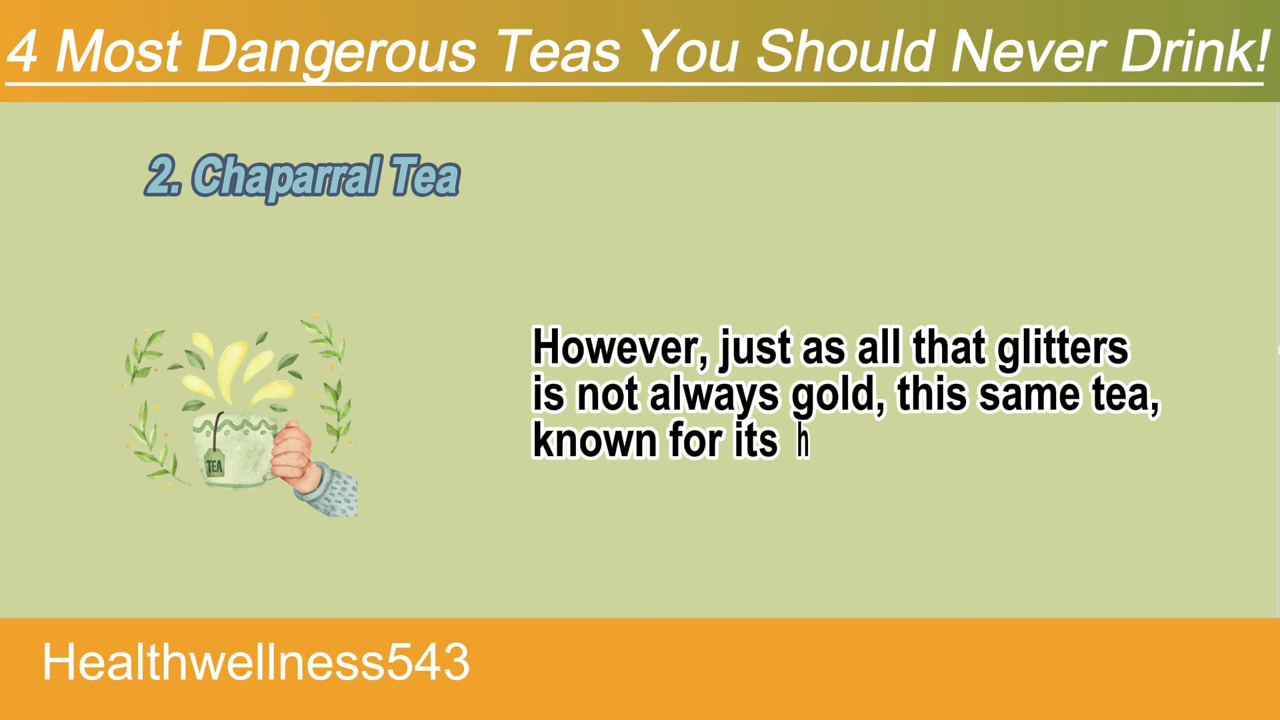 4 Most Dangerous Teas You Should Never Drink!
2. Chaparral Tea
TEA
However, just as all that glitters
is not always gold, this same tea,
known for its h
Healthwellness543